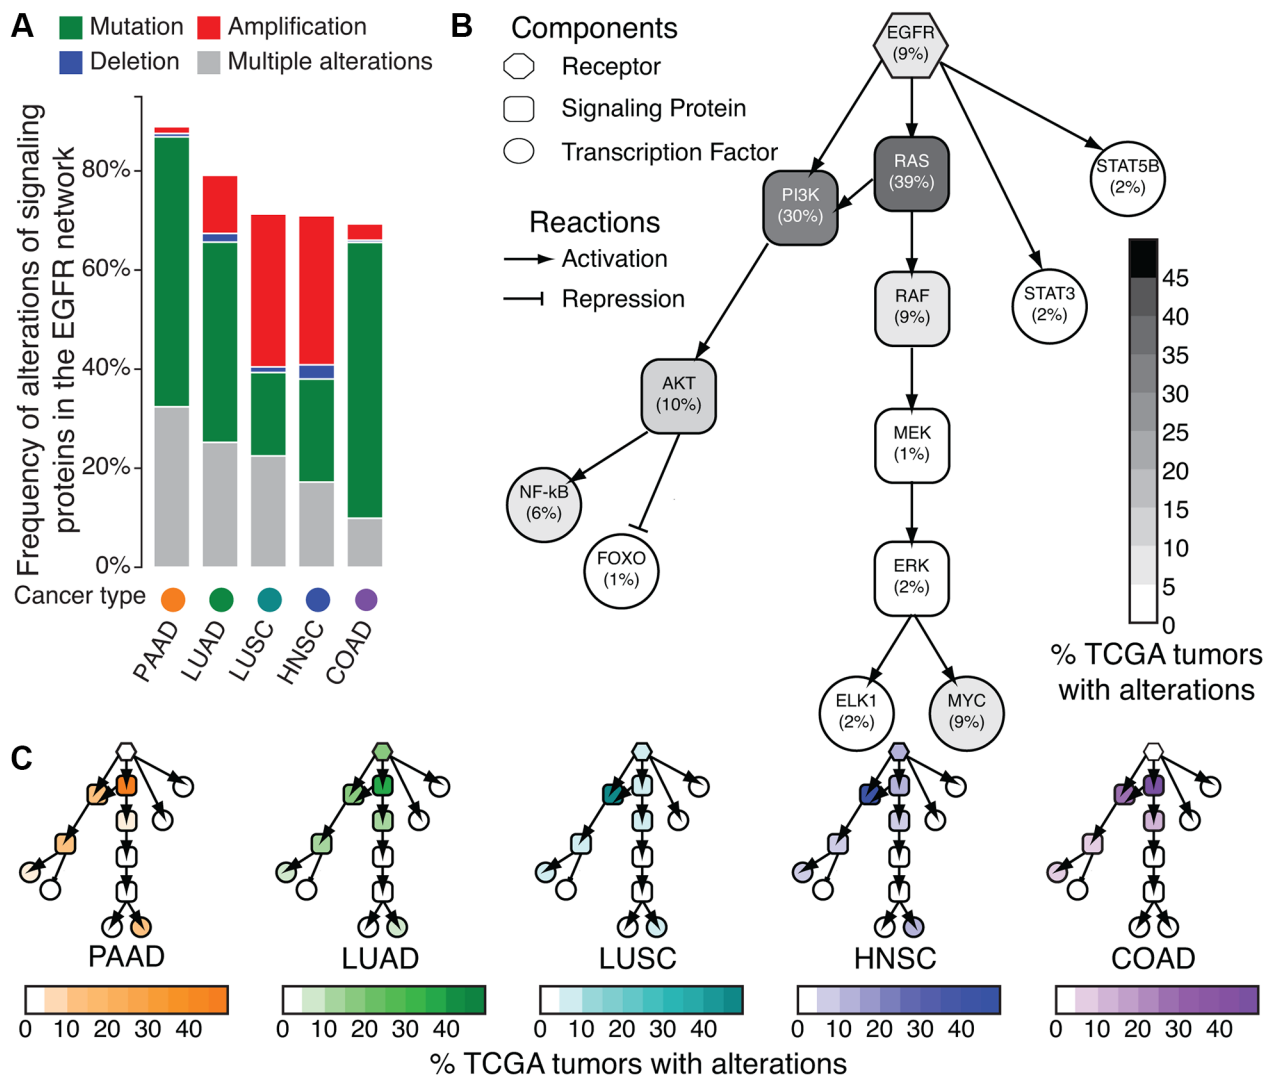 A
Mutation
Amplification
Deletion
Multiple alterations
Frequency of alterations of signaling
proteins in the EGFR network
80%
60%
40%
20%
0%
Cancer type
PAAD
LUAD
LUSC
HNSC
COAD
B
Components
Receptor
Signaling Protein
Transcription Factor
Reactions
Activation
Repression
EGFR
(9%)
RAS
(39%)
PI3K
(30%)
STAT5B
(2%)
RAF
(9%)
STAT3
(2%)
AKT
(10%)
MEK
(1%)
NF-kB
(6%)
FOXO
(1%)
ERK
(2%)
ELK1
(2%)
MYC
(9%)
45
40
35
30
25
20
15
10
5
0
% TCGA tumors
with alterations
C
PAAD
LUAD
LUSC
HNSC
COAD
0 10 20 30 40
0 10 20 30 40
0 10 20 30 40
0 10 20 30 40
0 10 20 30 40
% TCGA tumors with alterations